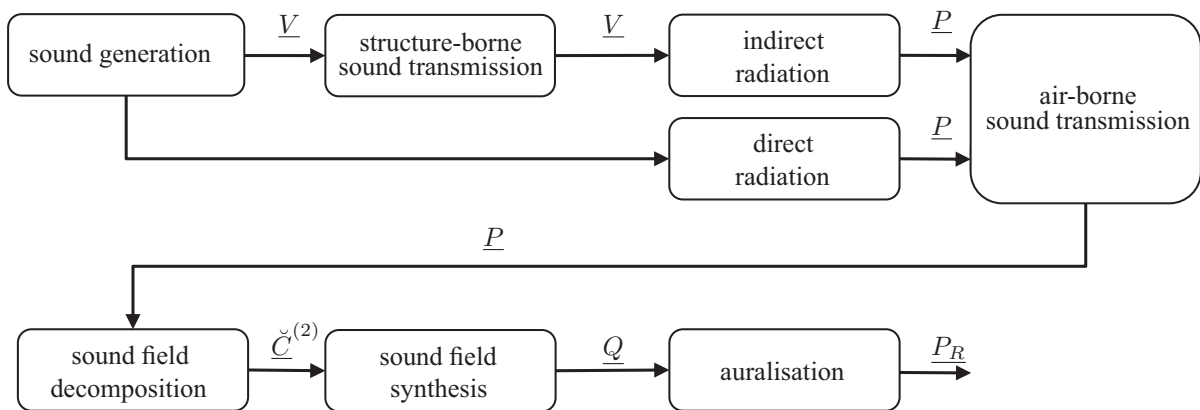 sound generation
V
structure-borne
sound transmission
V
indirect
radiation
P
air-borne
sound transmission
direct
radiation
P
P
sound field
decomposition
C̆^(2)
sound field
synthesis
Q
auralisation
P_R